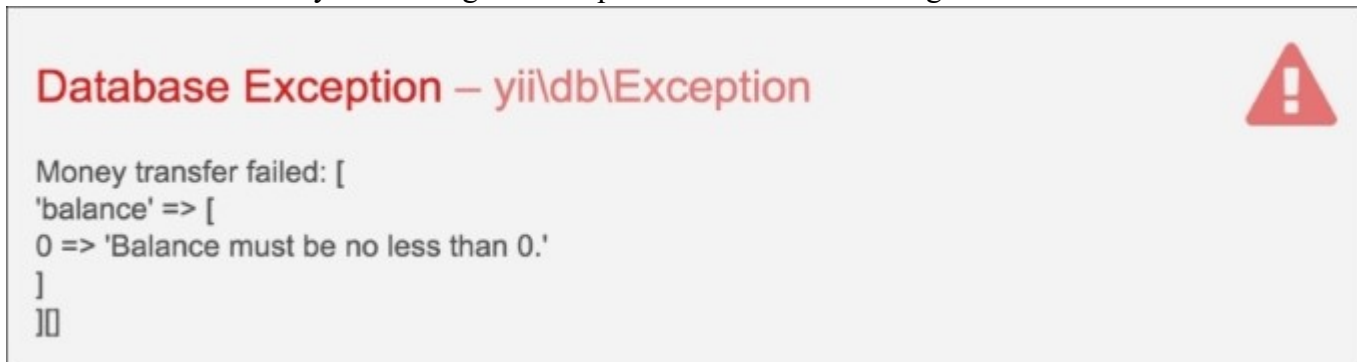 Database Exception – yii\db\Exception
Money transfer failed: [
'balance' => [
0 => 'Balance must be no less than 0.'
]
][]